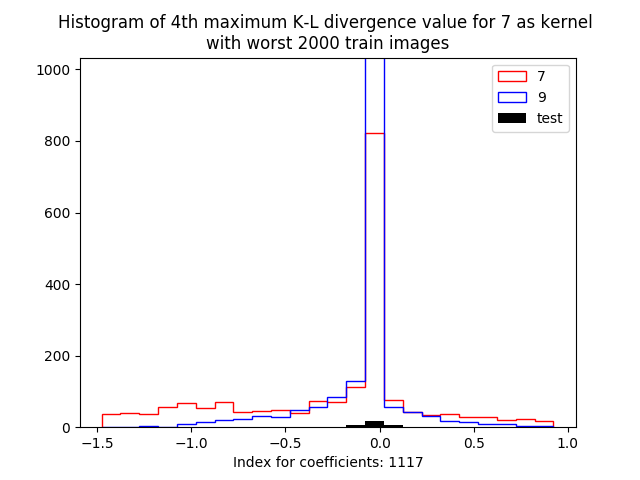 Histogram of 4th maximum K-L divergence value for 7 as kernel
with worst 2000 train images
1000
800
600
400
200
0
7
9
test
−1.5 −1.0 −0.5 0.0 0.5 1.0
Index for coefficients: 1117